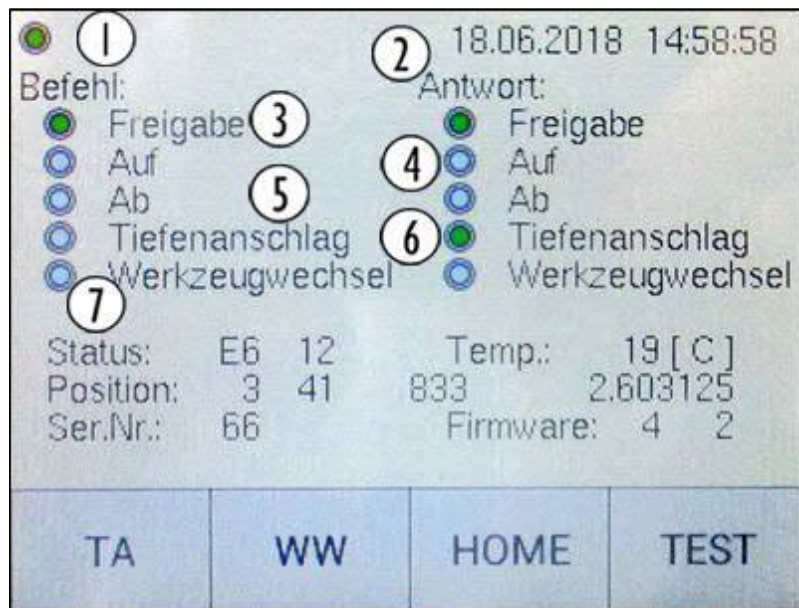 1 2 18.06.2018 14:58:58
Befehl: Antwort:
Freigabe 3 Freigabe
Auf 4 Auf
Ab 5 Ab
Tiefenanschlag 6 Tiefenanschlag
Werkzeugwechsel Werkzeugwechsel
7
Status: E6 12 Temp.: 19 [ C ]
Position: 3 41 833 2.603125
Ser.Nr.: 66 Firmware: 4 2
TA WW HOME TEST